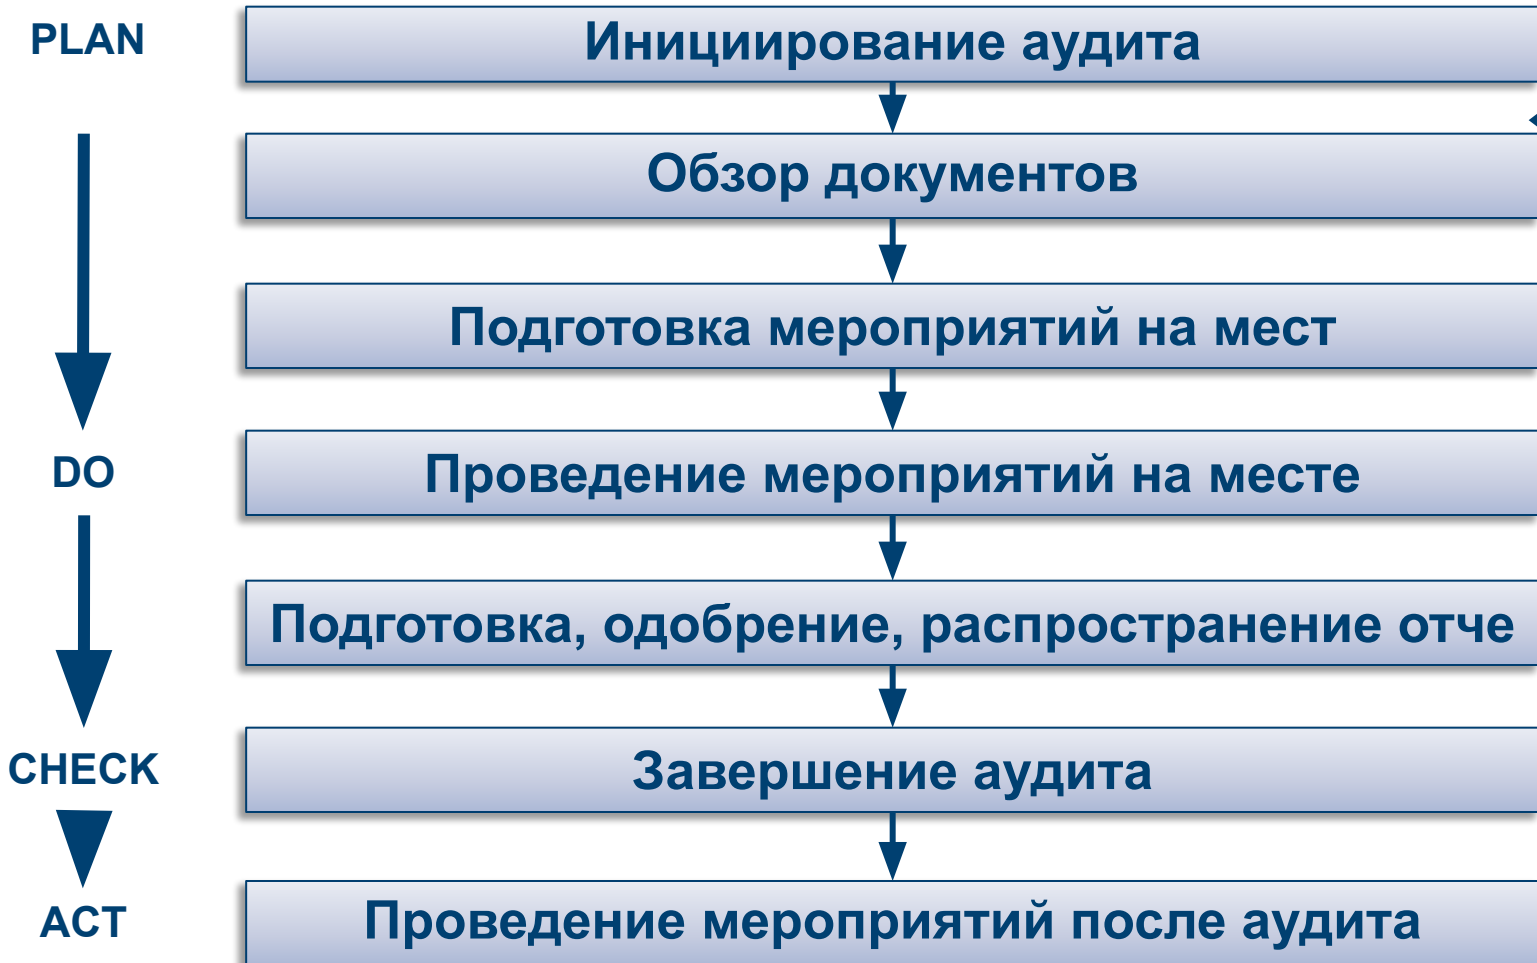 PLAN
Инициирование аудита
Обзор документов
Подготовка мероприятий на мест
DO
Проведение мероприятий на месте
Подготовка, одобрение, распространение отче
CHECK
Завершение аудита
ACT
Проведение мероприятий после аудита